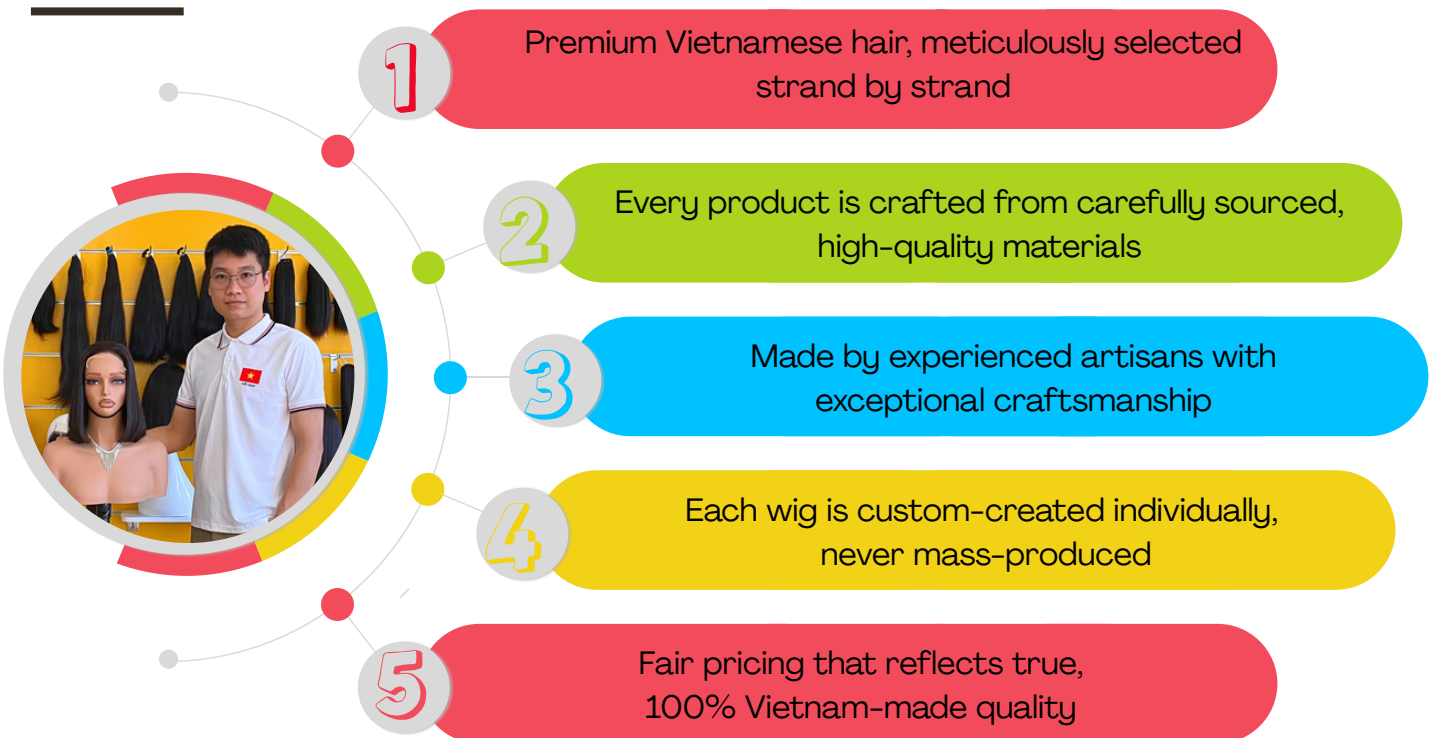 1
Premium Vietnamese hair, meticulously selected
strand by strand
2
Every product is crafted from carefully sourced,
high-quality materials
3
Made by experienced artisans with
exceptional craftsmanship
4
Each wig is custom-created individually,
never mass-produced
5
Fair pricing that reflects true,
100% Vietnam-made quality